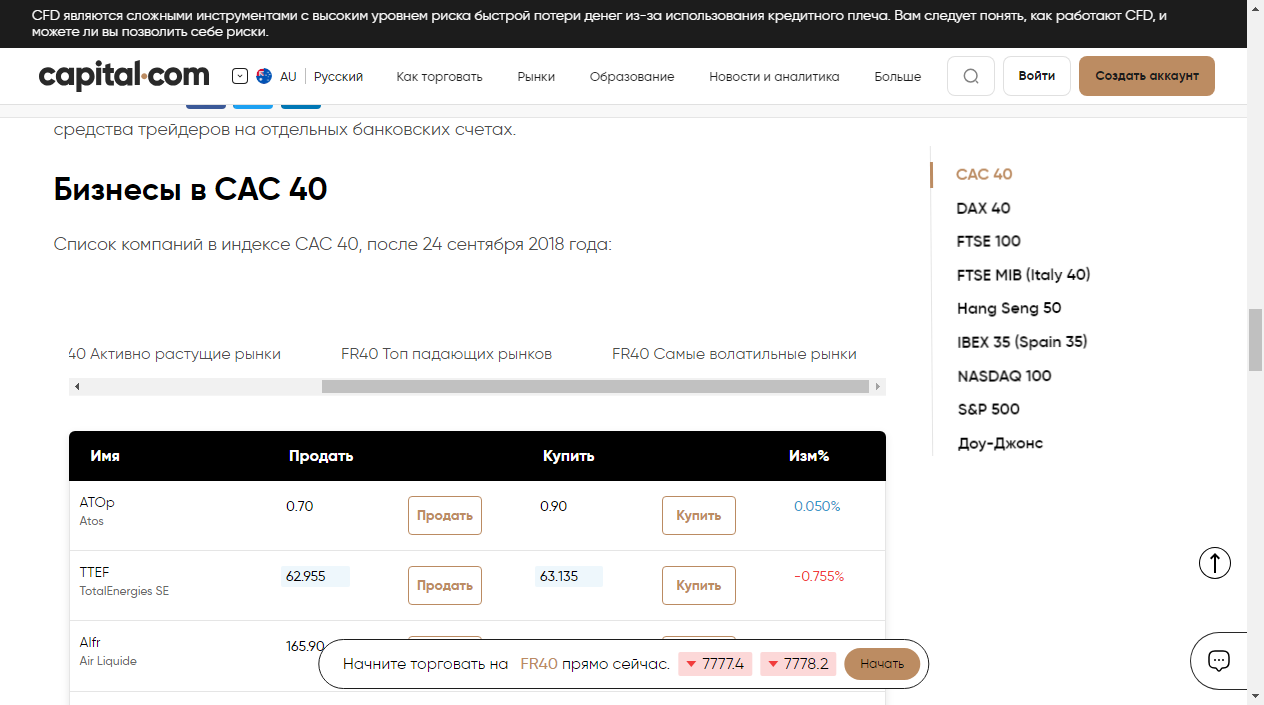 CFD являются сложными инструментами с высоким уровнем риска быстрой потери денег из-за использования кредитного плеча. Вам следует понять, как работают CFD, и
можете ли вы позволить себе риски.
capital.com AU Русский Как торговать Рынки Образование Новости и аналитика Больше Войти Создать аккаунт
средства трейдеров на отдельных банковских счетах.
Бизнесы в CAC 40
Список компаний в индексе CAC 40, после 24 сентября 2018 года:
40 Активно растущие рынки FR40 Топ падающих рынков FR40 Самые волатильные рынки
Имя Продать Купить Изм%
ATOp 0.70 Продать 0.90 Купить 0.050%
Atos
TTEF 62.955 Продать 63.135 Купить -0.755%
TotalEnergies SE
Alfr 165.90
Air Liquide
Начните торговать на FR40 прямо сейчас. 7777.4 7778.2 Начать
CAC 40
DAX 40
FTSE 100
FTSE MIB (Italy 40)
Hang Seng 50
IBEX 35 (Spain 35)
NASDAQ 100
S&P 500
Доу-Джонс